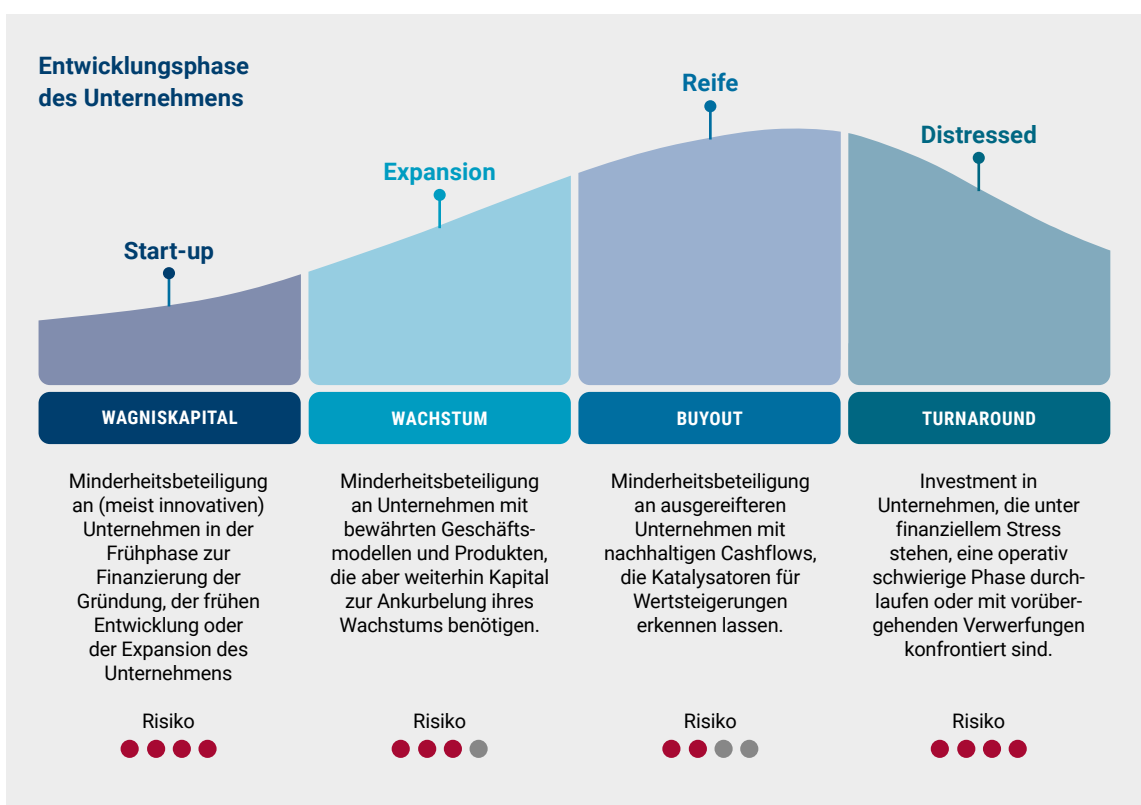 Entwicklungsphase
des Unternehmens
Start-up
Expansion
Reife
Distressed
WAGNISKAPITAL
WACHSTUM
BUYOUT
TURNAROUND
Minderheitsbeteiligung
an (meist innovativen)
Unternehmen in der
Frühphase zur
Finanzierung der
Gründung, der frühen
Entwicklung oder
der Expansion des
Unternehmens
Risiko
Minderheitsbeteiligung
an Unternehmen mit
bewährten Geschäfts-
modellen und Produkten,
die aber weiterhin Kapital
zur Ankurbelung ihres
Wachstums benötigen.
Risiko
Minderheitsbeteiligung
an ausgereifteren
Unternehmen mit
nachhaltigen Cashflows,
die Katalysatoren für
Wertsteigerungen
erkennen lassen.
Risiko
Investment in
Unternehmen, die unter
finanziellem Stress
stehen, eine operativ
schwierige Phase durch-
laufen oder mit vorüber-
gehenden Verwerfungen
konfrontiert sind.
Risiko